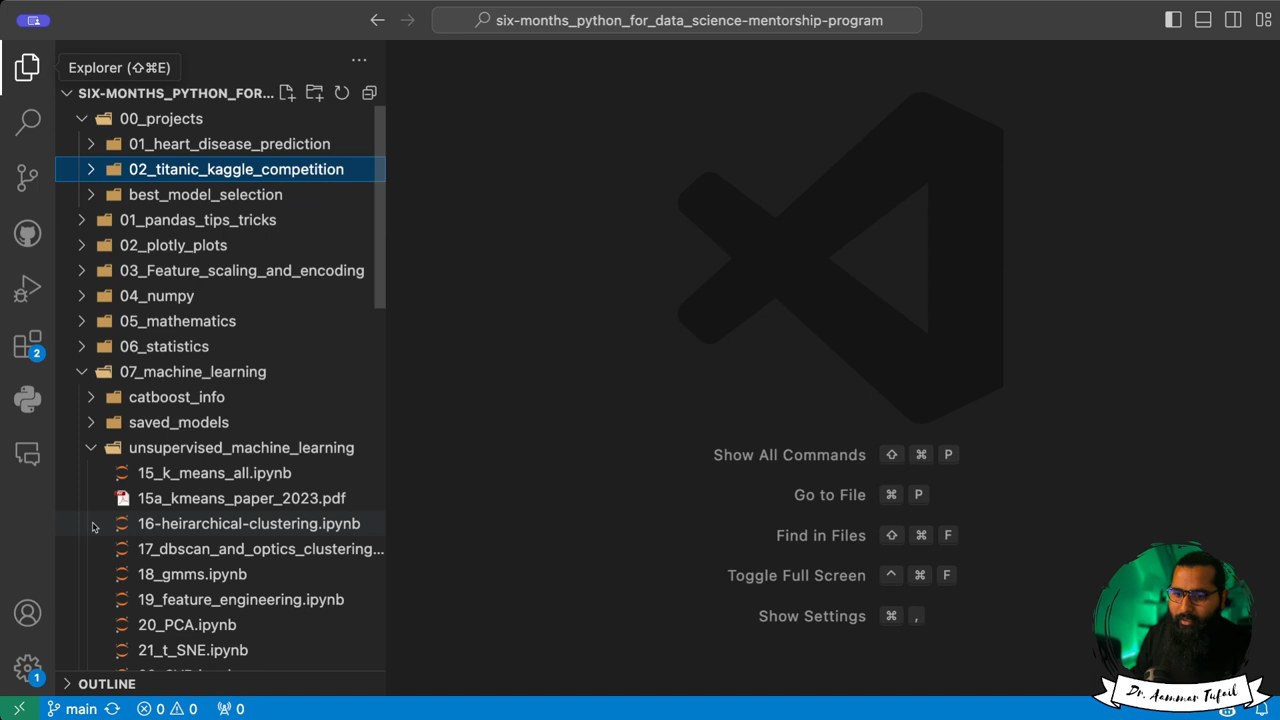 six-months_python_for_data_science-mentorship-program
Explorer (⇧⌘E)
SIX-MONTHS_PYTHON_FOR...
00_projects
01_heart_disease_prediction
02_titanic_kaggle_competition
best_model_selection
01_pandas_tips_tricks
02_plotly_plots
03_Feature_scaling_and_encoding
04_numpy
05_mathematics
06_statistics
07_machine_learning
catboost_info
saved_models
unsupervised_machine_learning
15_k_means_all.ipynb
15a_kmeans_paper_2023.pdf
16-heirarchical-clustering.ipynb
17_dbscan_and_optics_clustering...
18_gmms.ipynb
19_feature_engineering.ipynb
20_PCA.ipynb
21_t_SNE.ipynb
OUTLINE
2
1
Show All Commands ⇧ ⌘ P
Go to File ⌘ P
Find in Files ⇧ ⌘ F
Toggle Full Screen ^ ⌘ F
Show Settings ⌘ ,
Dr. Aammar Tufail
main 0 0 0